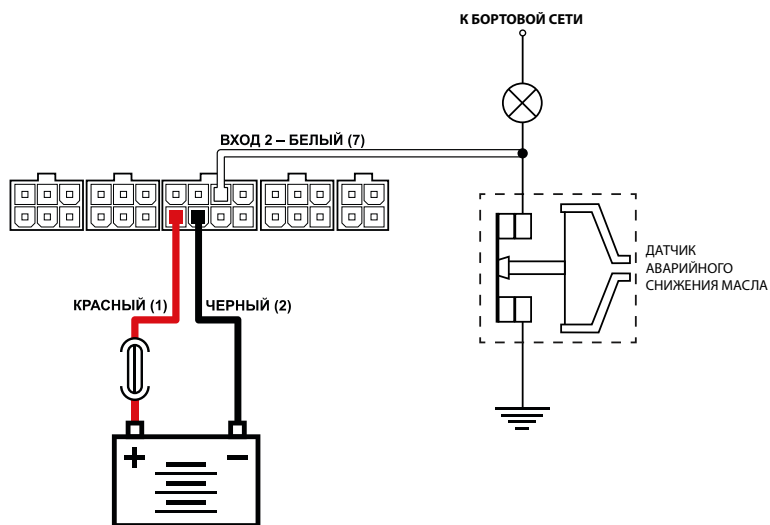 К БОРТОВОЙ СЕТИ
ВХОД 2 – БЕЛЫЙ (7)
ДАТЧИК
АВАРИЙНОГО
СНИЖЕНИЯ МАСЛА
КРАСНЫЙ (1)
ЧЕРНЫЙ (2)
+ −